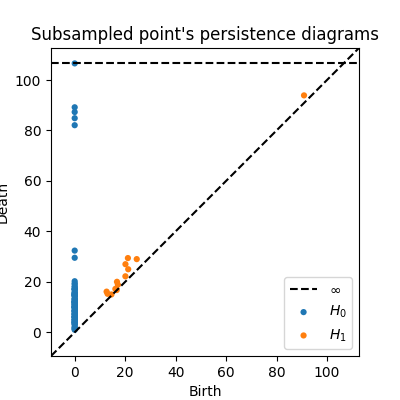 Subsampled point's persistence diagrams
100
80
60
40
20
0
Death
0 20 40 60 80 100
Birth
∞
H₀
H₁